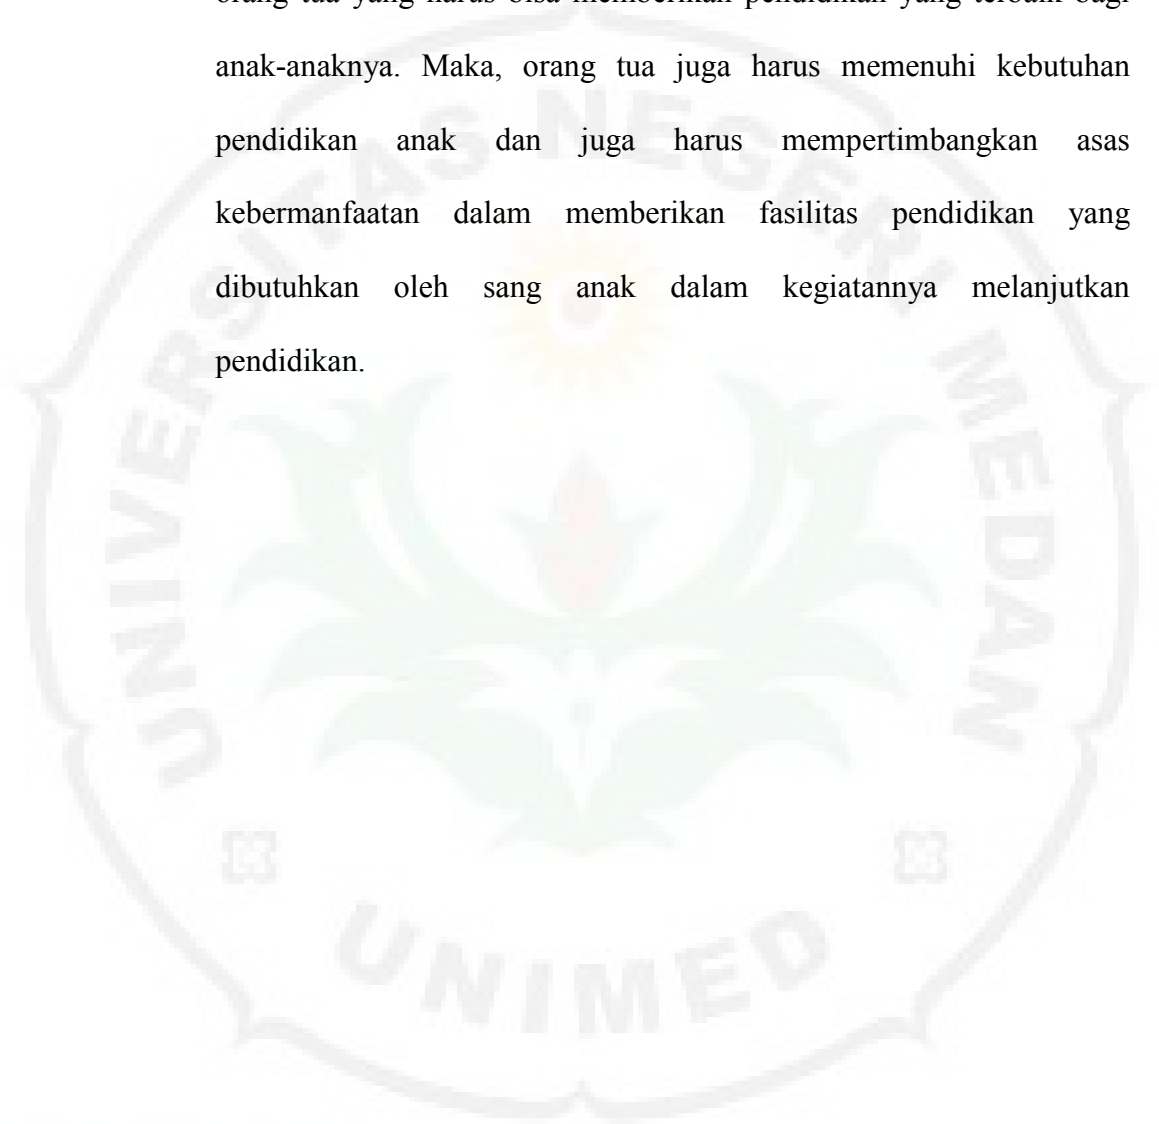 orang tua yang harus bisa memberikan pendidikan yang terbaik bagi
anak-anaknya. Maka, orang tua juga harus memenuhi kebutuhan
pendidikan anak dan juga harus mempertimbangkan asas
kebermanfaatan dalam memberikan fasilitas pendidikan yang
dibutuhkan oleh sang anak dalam kegiatannya melanjutkan
pendidikan.
UNIVERSITAS NEGERI MEDAN
UNIMED